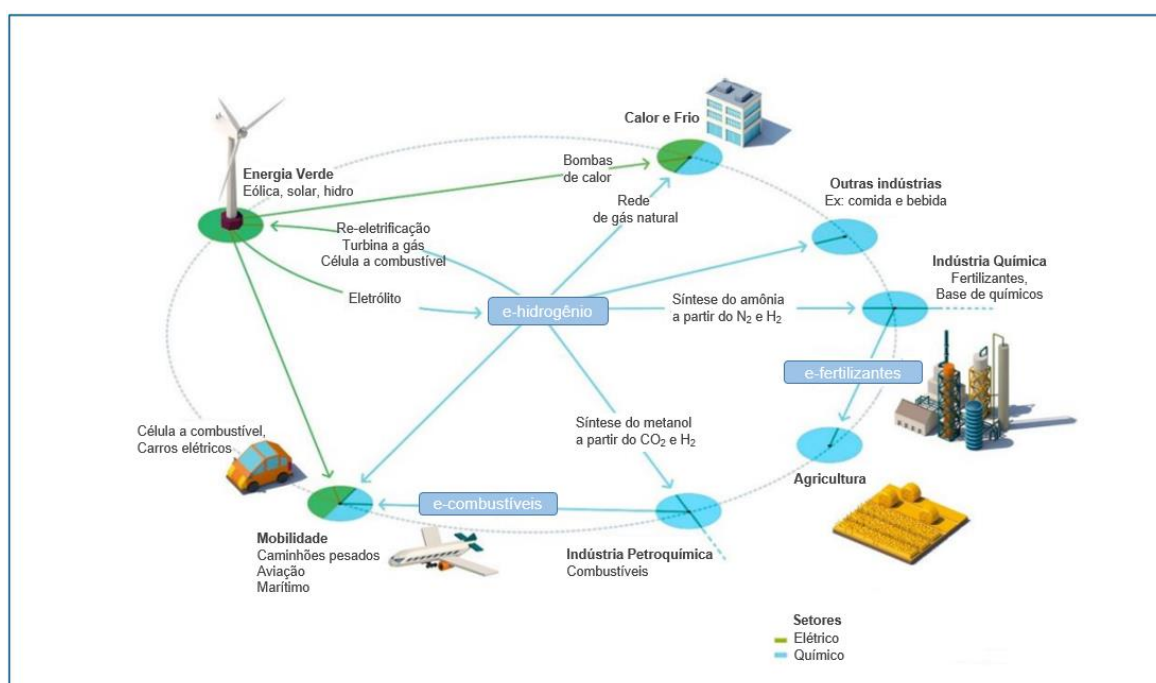 Calor e Frio
Energia Verde
Eólica, solar, hidro
Bombas
de calor
Outras indústrias
Ex: comida e bebida
Rede
de gás natural
Re-eletrificação
Turbina a gás
Célula a combustível
Indústria Química
Fertilizantes,
Base de químicos
Eletrólito
e-hidrogênio
Síntese do amônia
a partir do N₂ e H₂
e-fertilizantes
Síntese do metanol
a partir do CO₂ e H₂
Célula a combustível,
Carros elétricos
Agricultura
e-combustíveis
Mobilidade
Caminhões pesados
Aviação
Marítimo
Indústria Petroquímica
Combustíveis
Setores
Elétrico
Químico